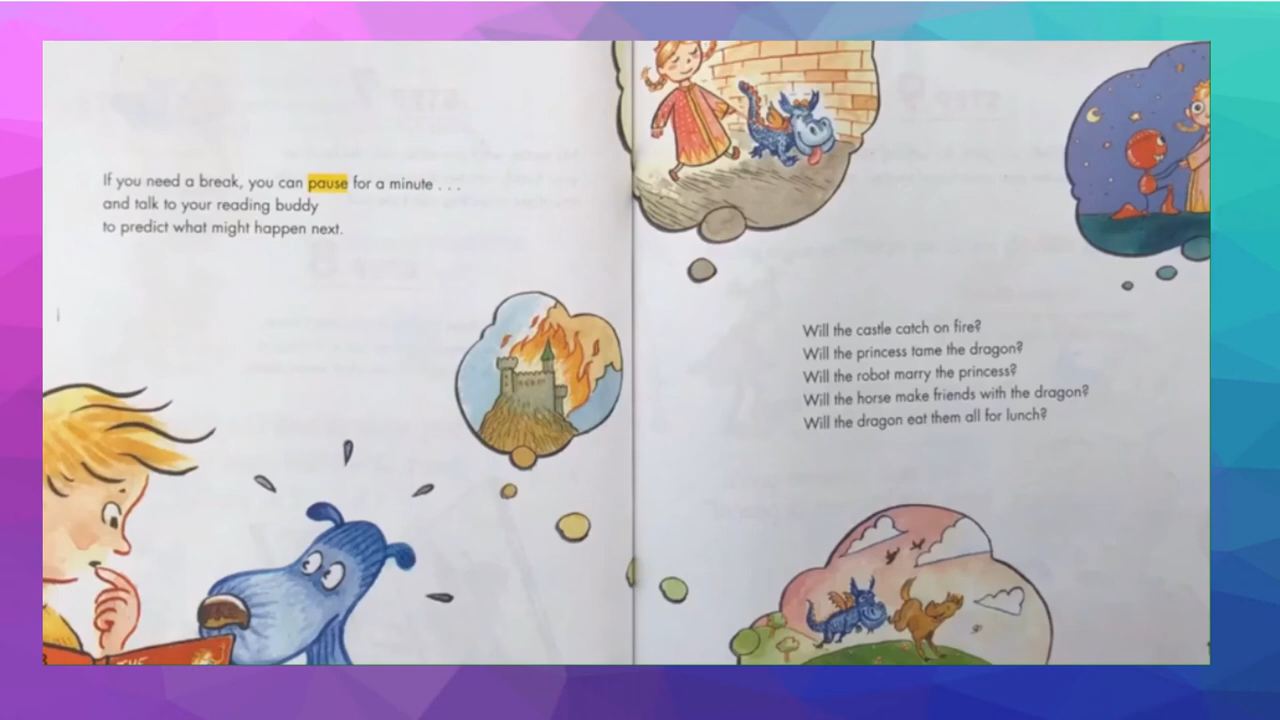 If you need a break, you can pause for a minute . . .
and talk to your reading buddy
to predict what might happen next.
Will the castle catch on fire?
Will the princess tame the dragon?
Will the robot marry the princess?
Will the horse make friends with the dragon?
Will the dragon eat them all for lunch?
THE